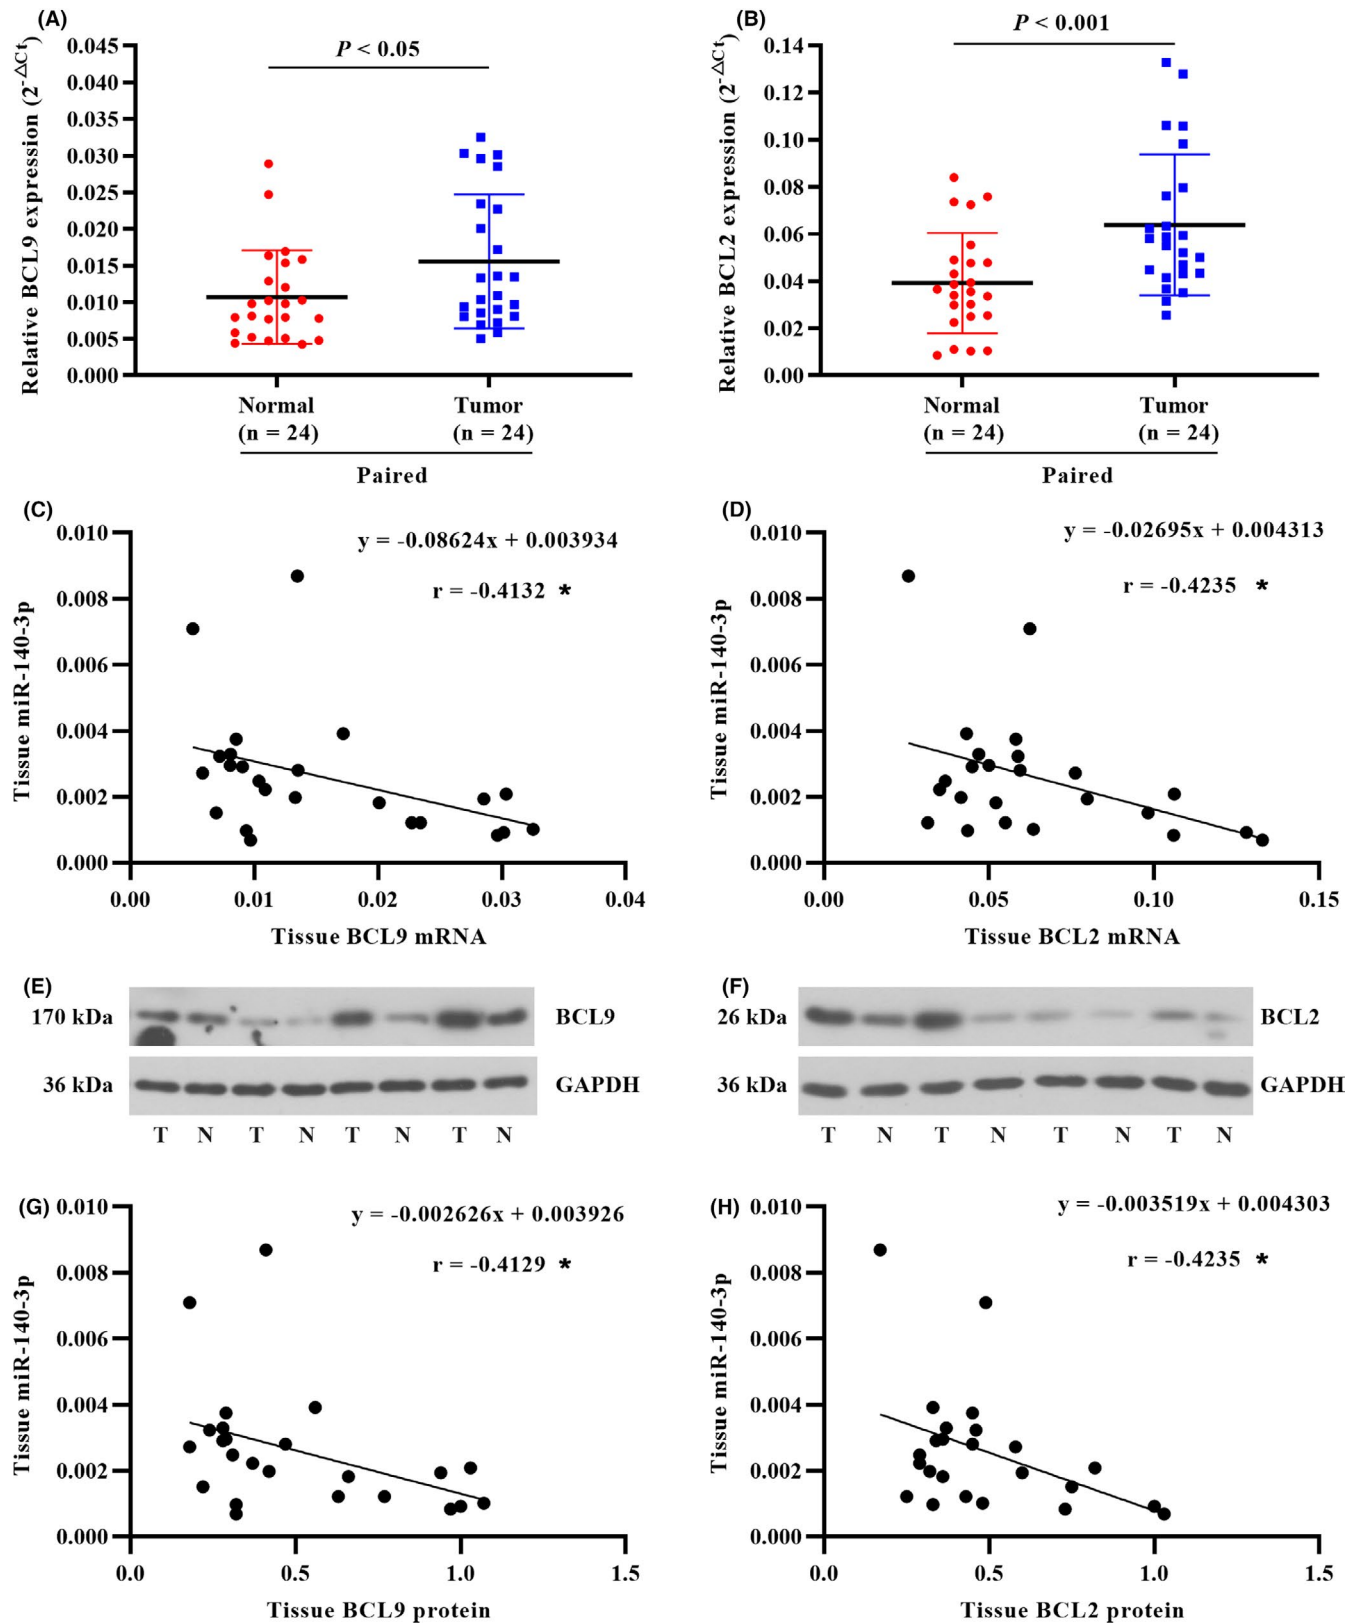 (A)
P < 0.05
Relative BCL9 expression (2^-△Ct)
0.045
0.040
0.035
0.030
0.025
0.020
0.015
0.010
0.005
0.000
Normal
(n = 24)
Tumor
(n = 24)
Paired
(B)
P < 0.001
Relative BCL2 expression (2^-△Ct)
0.14
0.12
0.10
0.08
0.06
0.04
0.02
0.00
Normal
(n = 24)
Tumor
(n = 24)
Paired
(C)
y = -0.08624x + 0.003934
r = -0.4132 *
Tissue miR-140-3p
0.010
0.008
0.006
0.004
0.002
0.000
0.00 0.01 0.02 0.03 0.04
Tissue BCL9 mRNA
(D)
y = -0.02695x + 0.004313
r = -0.4235 *
Tissue miR-140-3p
0.010
0.008
0.006
0.004
0.002
0.000
0.00 0.05 0.10 0.15
Tissue BCL2 mRNA
(E)
170 kDa BCL9
36 kDa GAPDH
T N T N T N T N
(F)
26 kDa BCL2
36 kDa GAPDH
T N T N T N T N
(G)
y = -0.002626x + 0.003926
r = -0.4129 *
Tissue miR-140-3p
0.010
0.008
0.006
0.004
0.002
0.000
0.0 0.5 1.0 1.5
Tissue BCL9 protein
(H)
y = -0.003519x + 0.004303
r = -0.4235 *
Tissue miR-140-3p
0.010
0.008
0.006
0.004
0.002
0.000
0.0 0.5 1.0 1.5
Tissue BCL2 protein